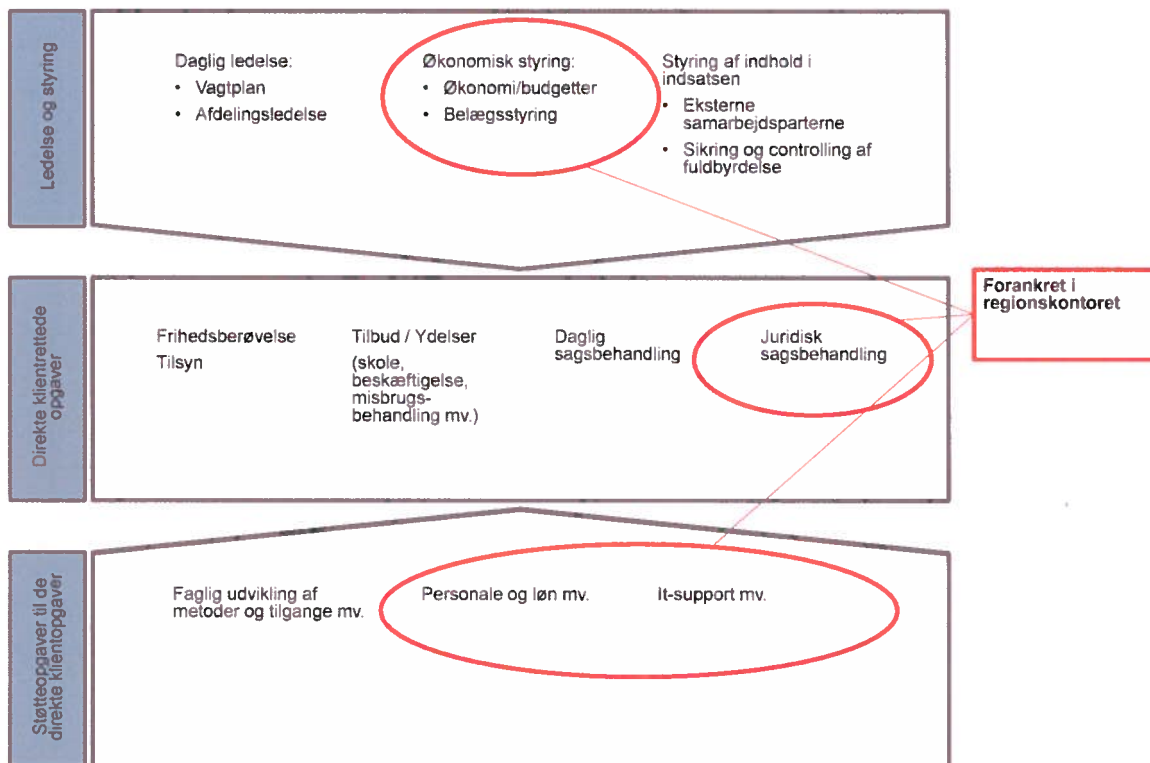 Ledelse og styring
Daglig ledelse:
• Vagtplan
• Afdelingsledelse
Økonomisk styring:
• Økonomi/budgetter
• Belægsstyring
Styring af indhold i
indsatsen
• Eksterne
samarbejdsparterne
• Sikring og controlling af
fuldbyrdelse
Direkte klientrettede
opgaver
Frihedsberøvelse
Tilsyn
Tilbud / Ydelser
(skole,
beskæftigelse,
misbrugs-
behandling mv.)
Daglig
sagsbehandling
Juridisk
sagsbehandling
Forankret i
regionskontoret
Støtteopgaver til de
direkte klientopgaver
Faglig udvikling af
metoder og tilgange mv.
Personale og løn mv.
It-support mv.